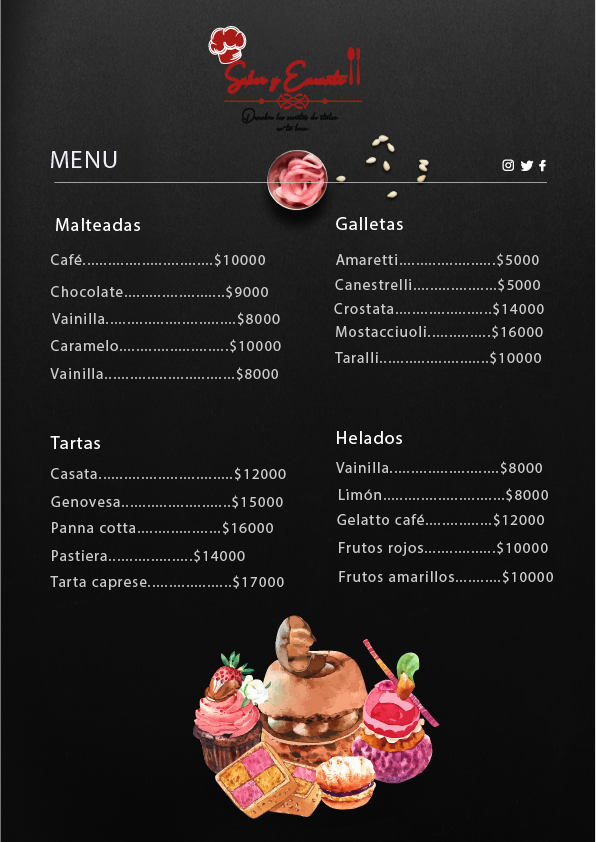 Sabor y Encanto
MENU
Malteadas
Café...............................$10000
Chocolate........................$9000
Vainilla...............................$8000
Caramelo..........................$10000
Vainilla...............................$8000
Galletas
Amaretti.......................$5000
Canestrelli....................$5000
Crostata.......................$14000
Mostacciuoli...............$16000
Taralli..........................$10000
Tartas
Casata................................$12000
Genovesa..........................$15000
Panna cotta....................$16000
Pastiera....................$14000
Tarta caprese....................$17000
Helados
Vainilla..........................$8000
Limón.............................$8000
Gelatto café................$12000
Frutos rojos.................$10000
Frutos amarillos...........$10000